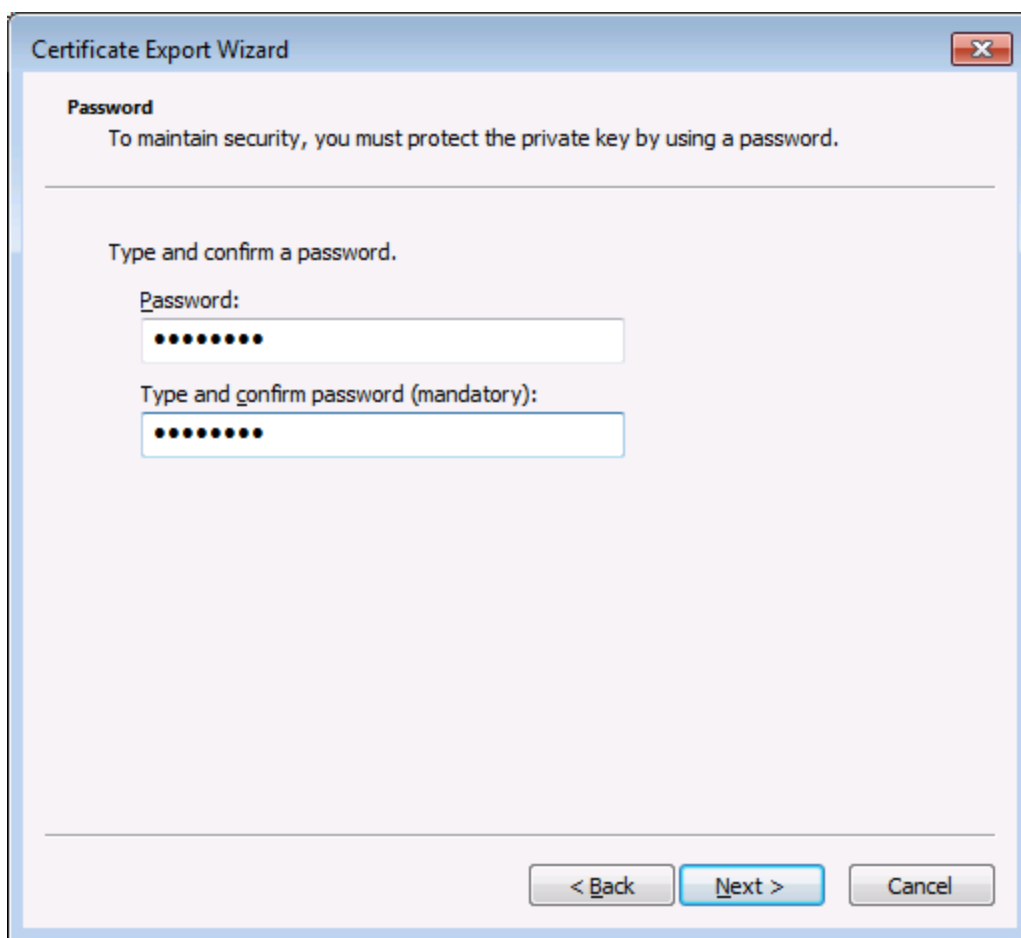 Certificate Export Wizard
Password
To maintain security, you must protect the private key by using a password.
Type and confirm a password.
Password:
••••••••
Type and confirm password (mandatory):
••••••••
< Back
Next >
Cancel